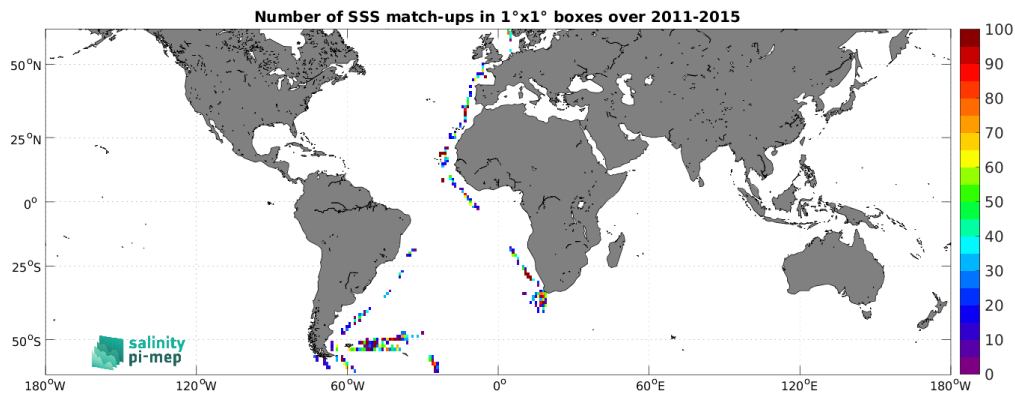 Number of SSS match-ups in 1°x1° boxes over 2011-2015
50°N
25°N
0°
25°S
50°S
180°W
120°W
60°W
0°
60°E
120°E
180°W
100
90
80
70
60
50
40
30
20
10
0
salinity
pi-mep